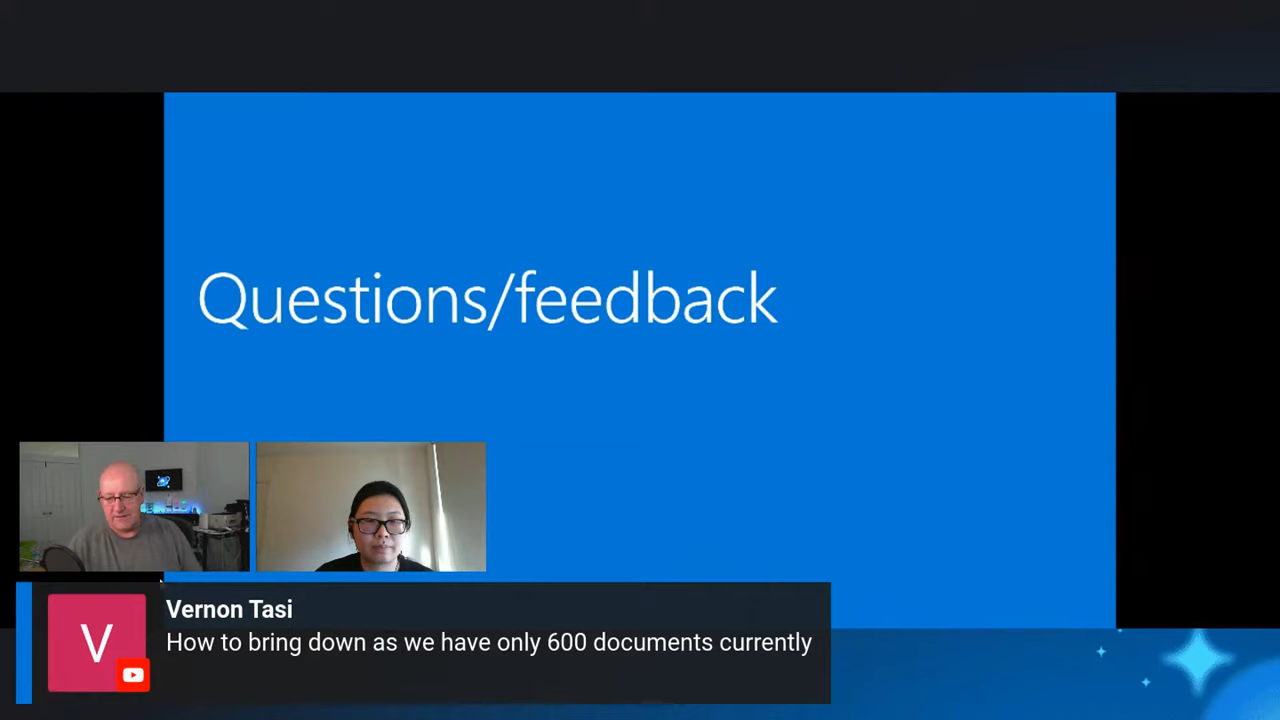 Questions/feedback
V
Vernon Tasi
How to bring down as we have only 600 documents currently